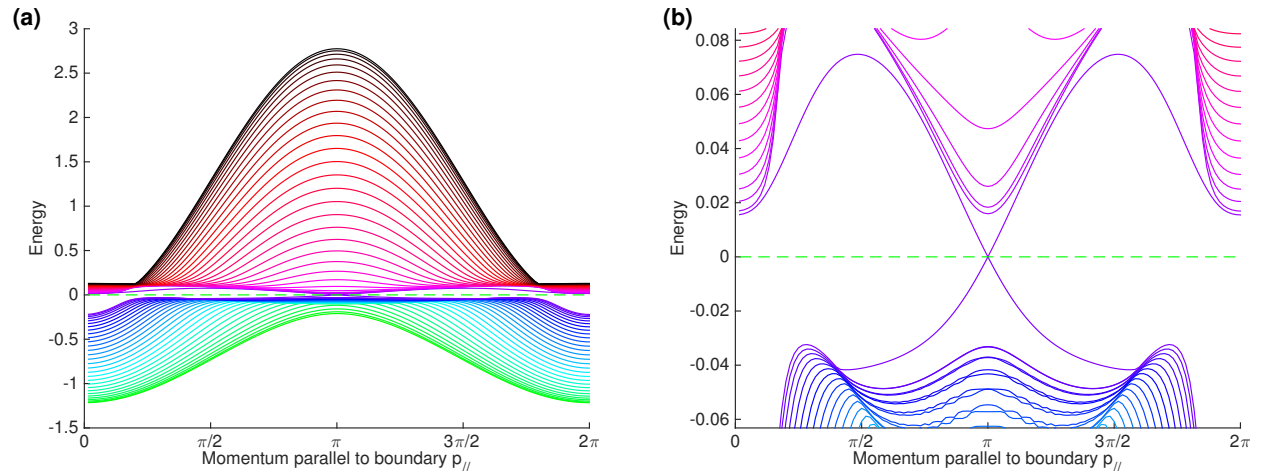 (a)
3
2.5
2
1.5
1
0.5
0
-0.5
-1
-1.5
Energy
0
π/2
π
3π/2
2π
Momentum parallel to boundary p//
(b)
0.08
0.06
0.04
0.02
0
-0.02
-0.04
-0.06
Energy
0
π/2
π
3π/2
2π
Momentum parallel to boundary p//